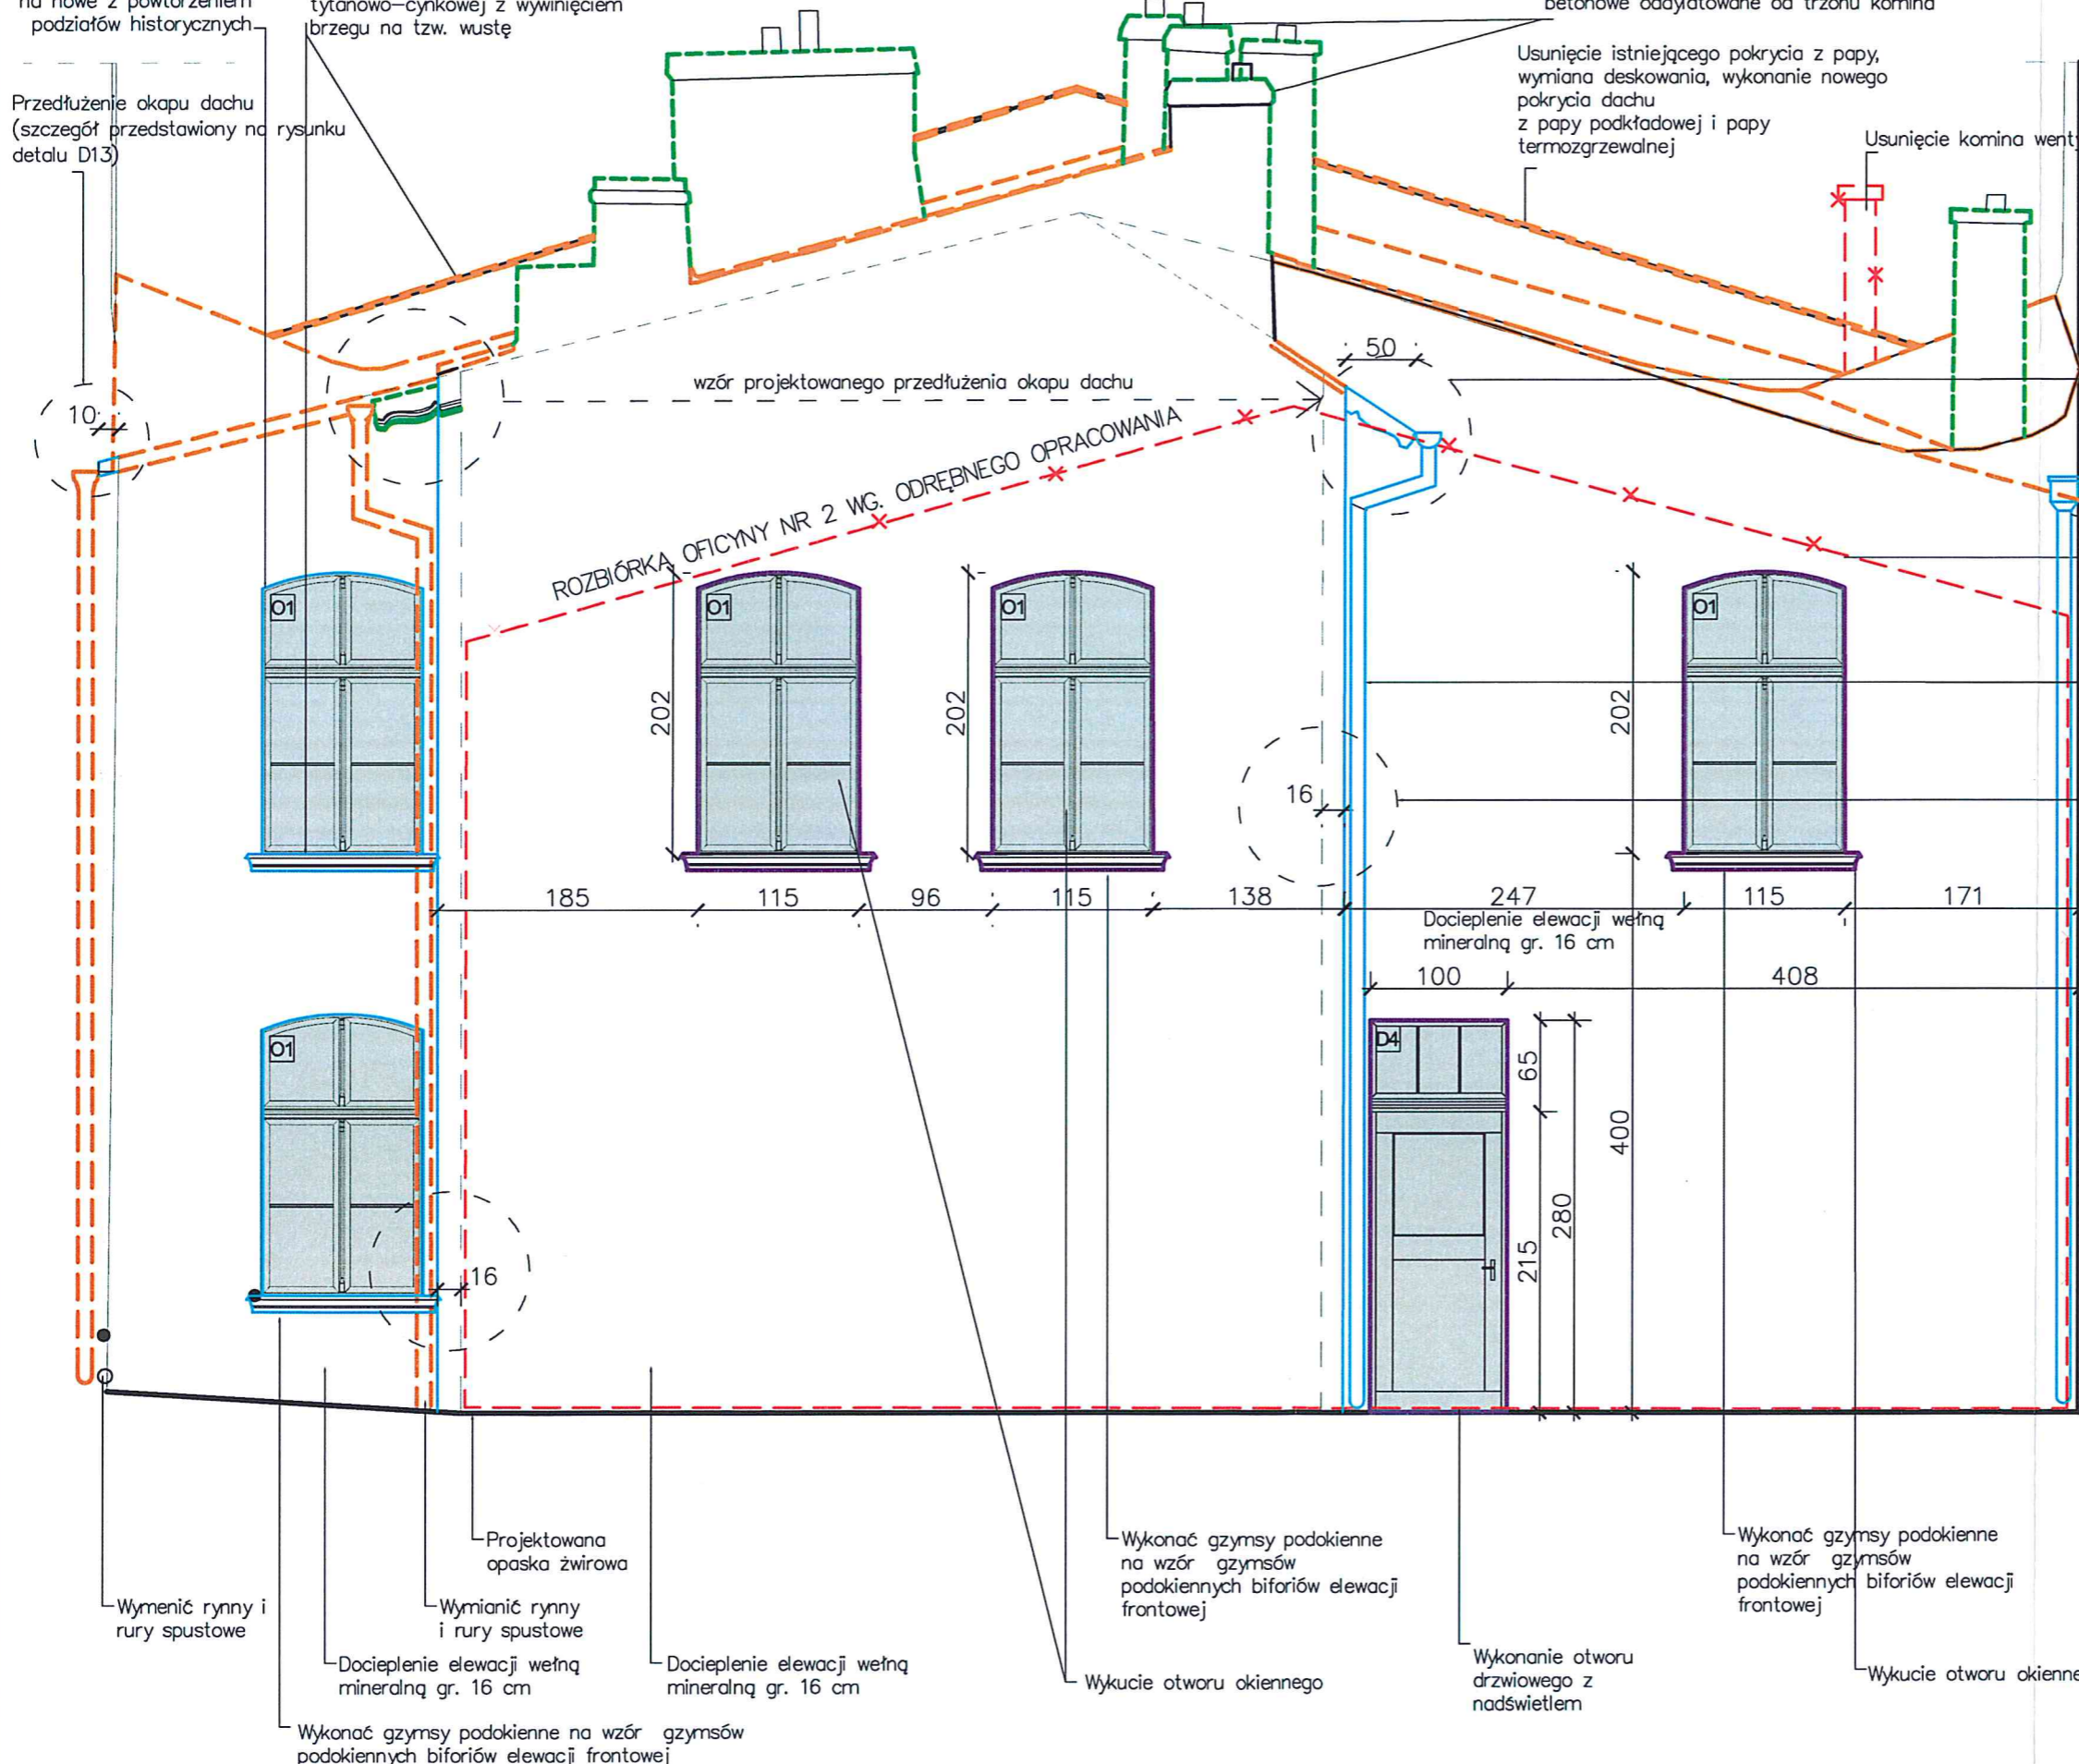 na nowe z powtórzeniem
podziałów historycznych
tytanowo-cynkowej z wywinięciem
brzegu na tzw. wustę
betonowe oddylatowane od trzonu komina
Usunięcie istniejącego pokrycia z papy,
wymiana deskowania, wykonanie nowego
pokrycia dachu
z papy podkładowej i papy
termozgrzewalnej
Usunięcie komina wenty
Przedłużenie okapu dachu
(szczegół przedstawiony na rysunku
detalu D13)
50
wzór projektowanego przedłużenia okapu dachu
10
ROZBIÓRKA OFICYNY NR 2 WG. ODRĘBNEGO OPRACOWANIA
O1
O1
O1
O1
202
202
202
16
185
115
96
115
138
247
115
171
Docieplenie elewacji wełną
mineralną gr. 16 cm
100
408
O1
D4
65
400
280
215
16
Projektowana
opaska żwirowa
Wykonać gzymsy podokienne
na wzór gzymsów
podokiennych biforiów elewacji
frontowej
Wykonać gzymsy podokienne
na wzór gzymsów
podokiennych biforiów elewacji
frontowej
Wymenić rynny i
rury spustowe
Wymianić rynny
i rury spustowe
Docieplenie elewacji wełną
mineralną gr. 16 cm
Docieplenie elewacji wełną
mineralną gr. 16 cm
Wykucie otworu okiennego
Wykonanie otworu
drzwiowego z
nadświetlem
Wykucie otworu okienne
Wykonać gzymsy podokienne na wzór gzymsów
podokiennych biforiów elewacji frontowej